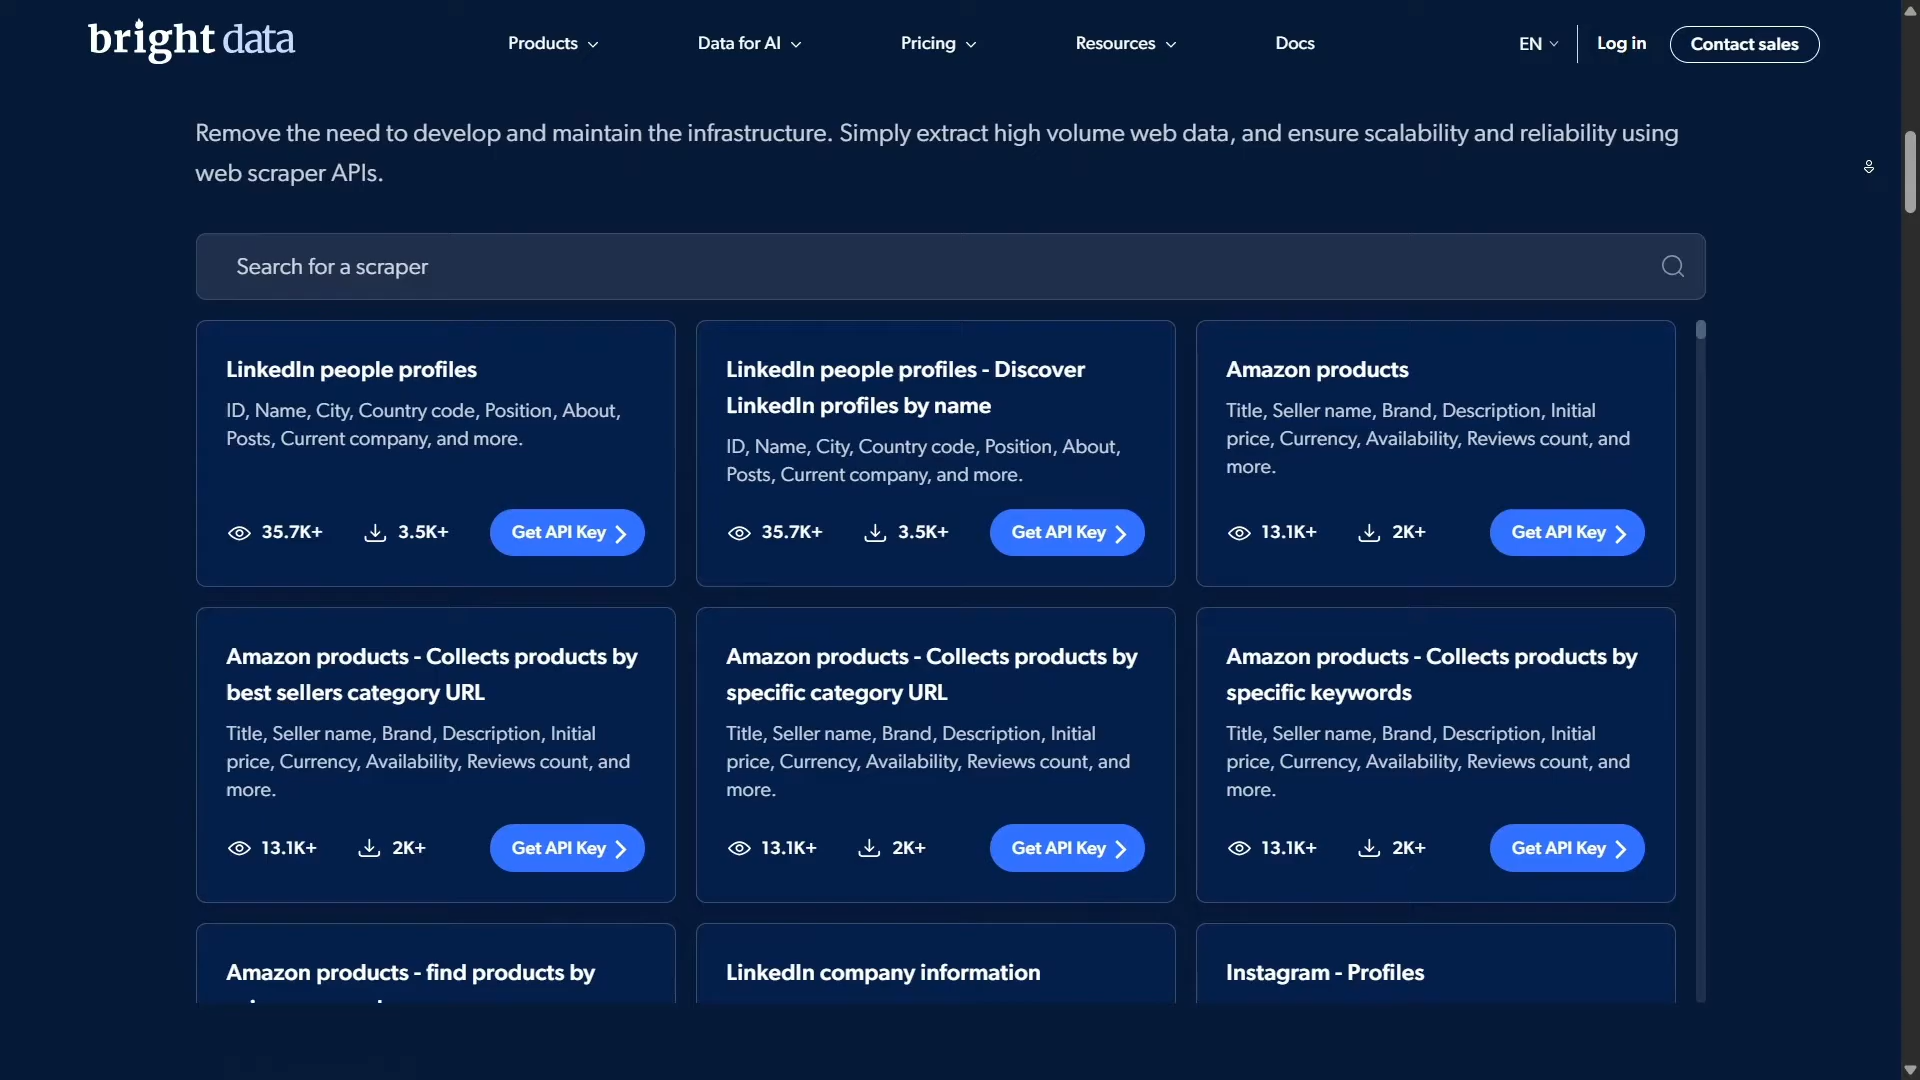 bright data
Products
Data for AI
Pricing
Resources
Docs
EN
Log in
Contact sales
Remove the need to develop and maintain the infrastructure. Simply extract high volume web data, and ensure scalability and reliability using
web scraper APIs.
Search for a scraper
LinkedIn people profiles
ID, Name, City, Country code, Position, About,
Posts, Current company, and more.
35.7K+
3.5K+
Get API Key
LinkedIn people profiles - Discover
LinkedIn profiles by name
ID, Name, City, Country code, Position, About,
Posts, Current company, and more.
35.7K+
3.5K+
Get API Key
Amazon products
Title, Seller name, Brand, Description, Initial
price, Currency, Availability, Reviews count, and
more.
13.1K+
2K+
Get API Key
Amazon products - Collects products by
best sellers category URL
Title, Seller name, Brand, Description, Initial
price, Currency, Availability, Reviews count, and
more.
13.1K+
2K+
Get API Key
Amazon products - Collects products by
specific category URL
Title, Seller name, Brand, Description, Initial
price, Currency, Availability, Reviews count, and
more.
13.1K+
2K+
Get API Key
Amazon products - Collects products by
specific keywords
Title, Seller name, Brand, Description, Initial
price, Currency, Availability, Reviews count, and
more.
13.1K+
2K+
Get API Key
Amazon products - find products by
LinkedIn company information
Instagram - Profiles